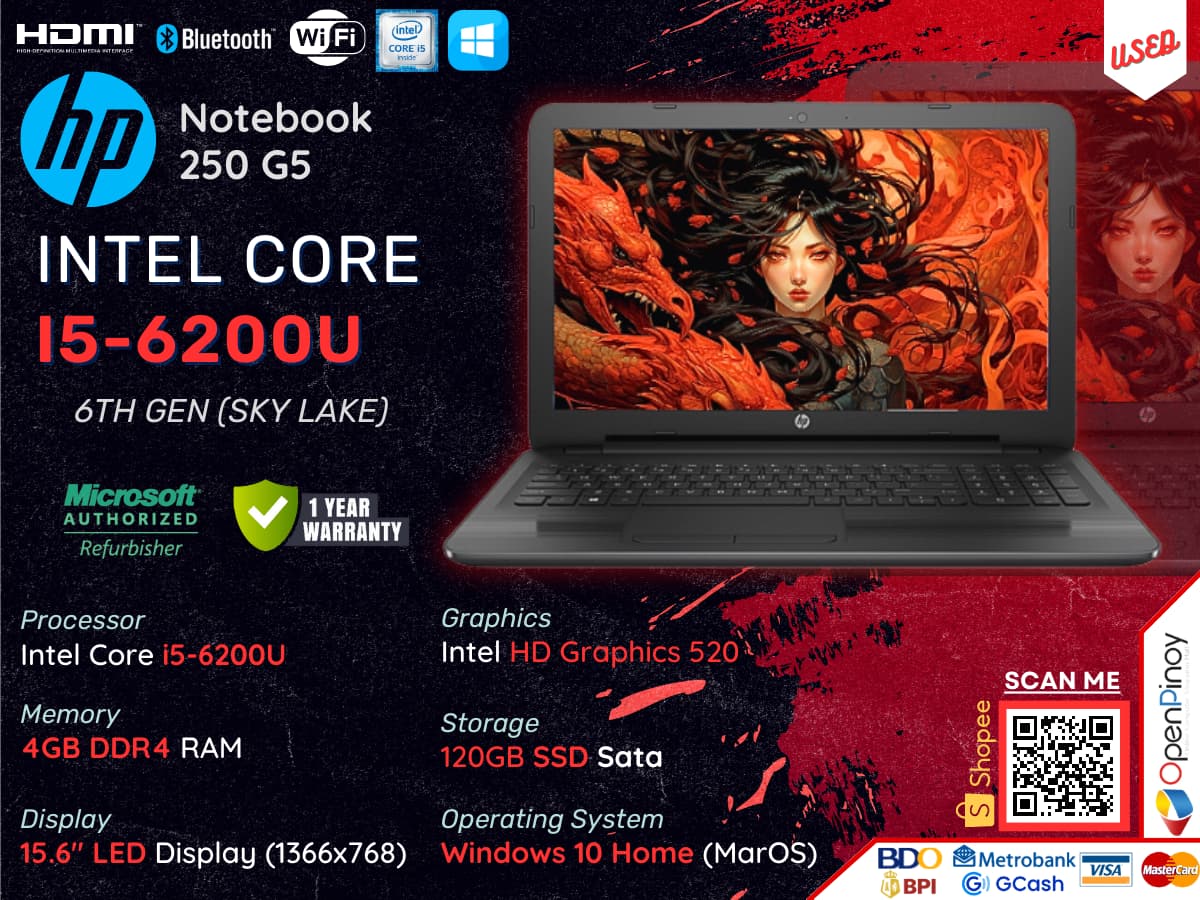 HDMI
HIGH-DEFINITION MULTIMEDIA INTERFACE
Bluetooth
Wi Fi
intel
CORE i5
inside
USED
hp
Notebook
250 G5
INTEL CORE
I5-6200U
6TH GEN (SKY LAKE)
Microsoft
AUTHORIZED
Refurbisher
1 YEAR
WARRANTY
hp
hp
Processor
Intel Core i5-6200U
Memory
4GB DDR4 RAM
Display
15.6" LED Display (1366x768)
Graphics
Intel HD Graphics 520
Storage
120GB SSD Sata
Operating System
Windows 10 Home (MarOS)
SCAN ME
Shopee
OpenPinoy
BDO
Metrobank
VISA
MasterCard
BPI
GCash